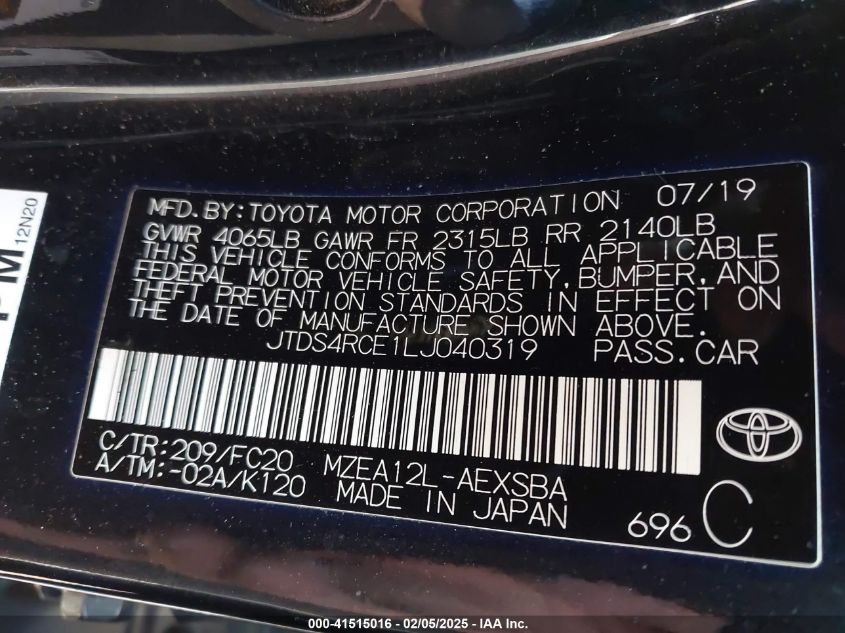 PM
12N20
MFD.BY:TOYOTA MOTOR CORPORATION 07/19
GVWR 4065LB GAWR FR 2315LB RR 2140LB
THIS VEHICLE CONFORMS TO ALL APPLICABLE
FEDERAL MOTOR VEHICLE SAFETY,BUMPER,AND
THEFT PREVENTION STANDARDS IN EFFECT ON
THE DATE OF MANUFACTURE SHOWN ABOVE.
JTDS4RCE1LJ040319 PASS.CAR
C/TR:209/FC20 MZEA12L-AEXSBA
A/TM:-02A/K120 MADE IN JAPAN
696 C
000-41515016 — 02/05/2025 — IAA Inc.